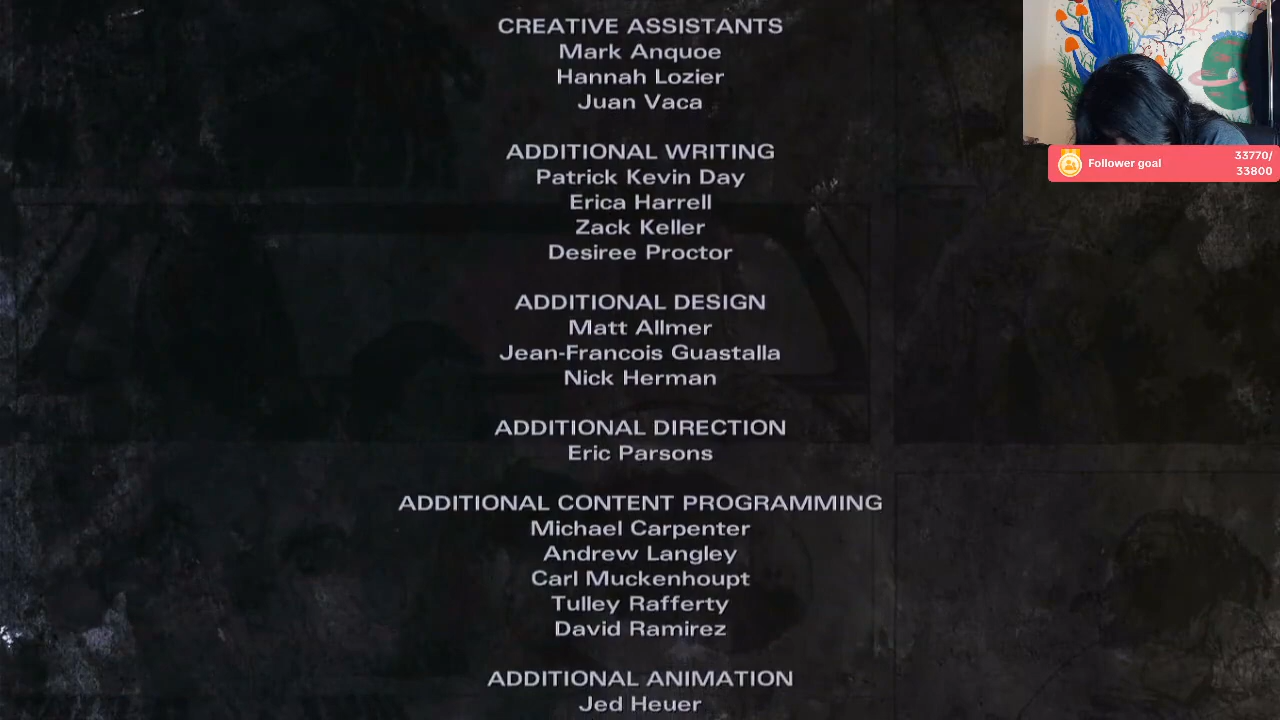 CREATIVE ASSISTANTS
Mark Anquoe
Hannah Lozier
Juan Vaca
ADDITIONAL WRITING
Patrick Kevin Day
Erica Harrell
Zack Keller
Desiree Proctor
ADDITIONAL DESIGN
Matt Allmer
Jean-Francois Guastalla
Nick Herman
ADDITIONAL DIRECTION
Eric Parsons
ADDITIONAL CONTENT PROGRAMMING
Michael Carpenter
Andrew Langley
Carl Muckenhoupt
Tulley Rafferty
David Ramirez
ADDITIONAL ANIMATION
Jed Heuer
Follower goal
33770/
33800